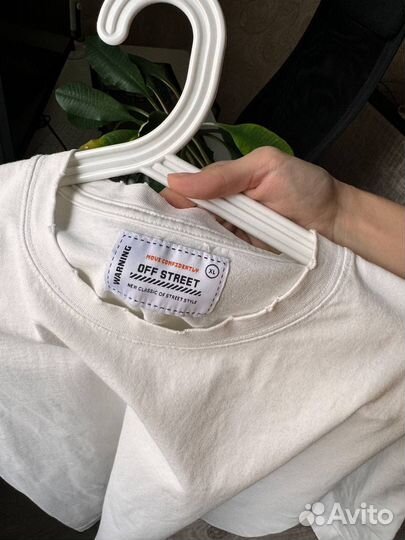 WARNING
MOVE CONFIDENTLY
XL
OFF STREET
NEW CLASSIC OF STREET STYLE
Avito